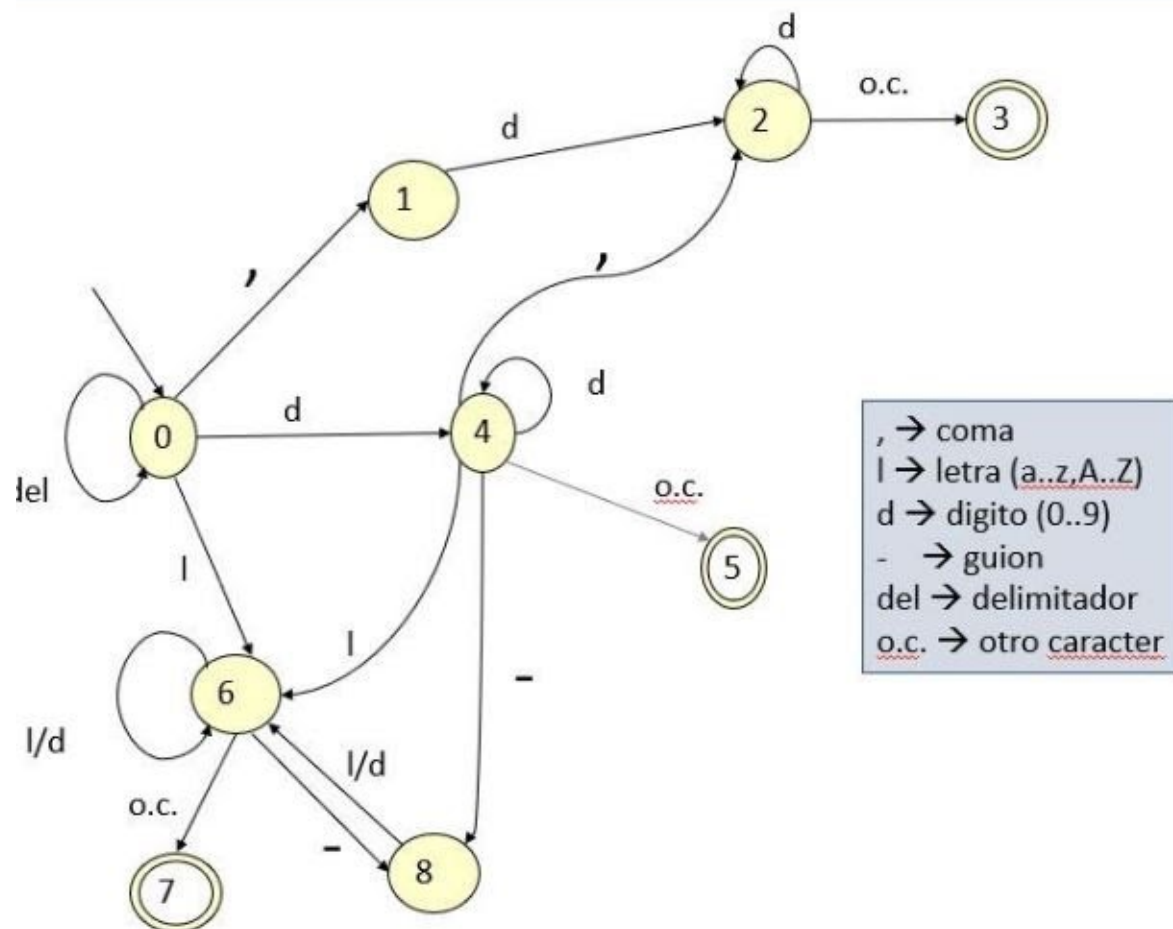 d
o.c.
2
3
d
1
,
,
del
0
d
4
d
o.c.
5
l
l
-
6
l/d
l/d
o.c.
-
7
8
, → coma
l → letra (a..z,A..Z)
d → digito (0..9)
- → guion
del → delimitador
o.c. → otro caracter